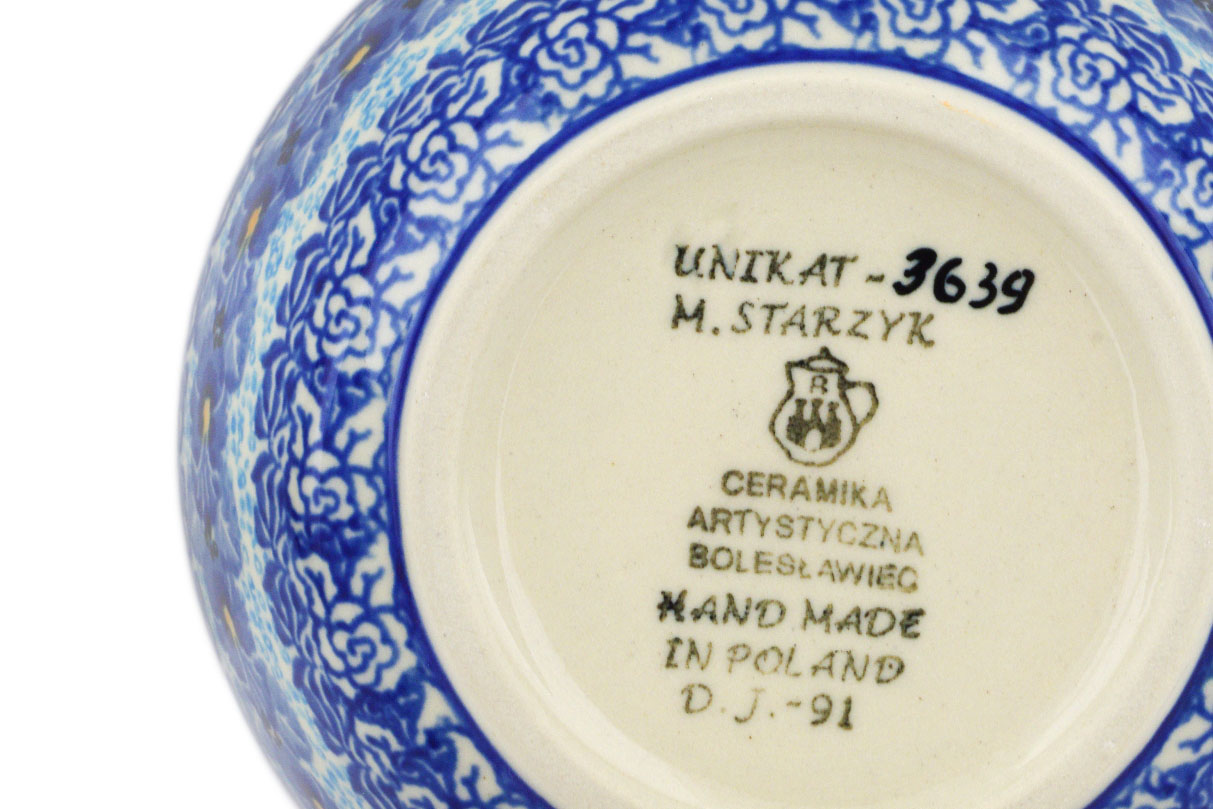 UNIKAT - 3639
M. STARZYK
R
CERAMIKA
ARTYSTYCZNA
BOLESŁAWIEC
HAND MADE
IN POLAND
D.J.-91